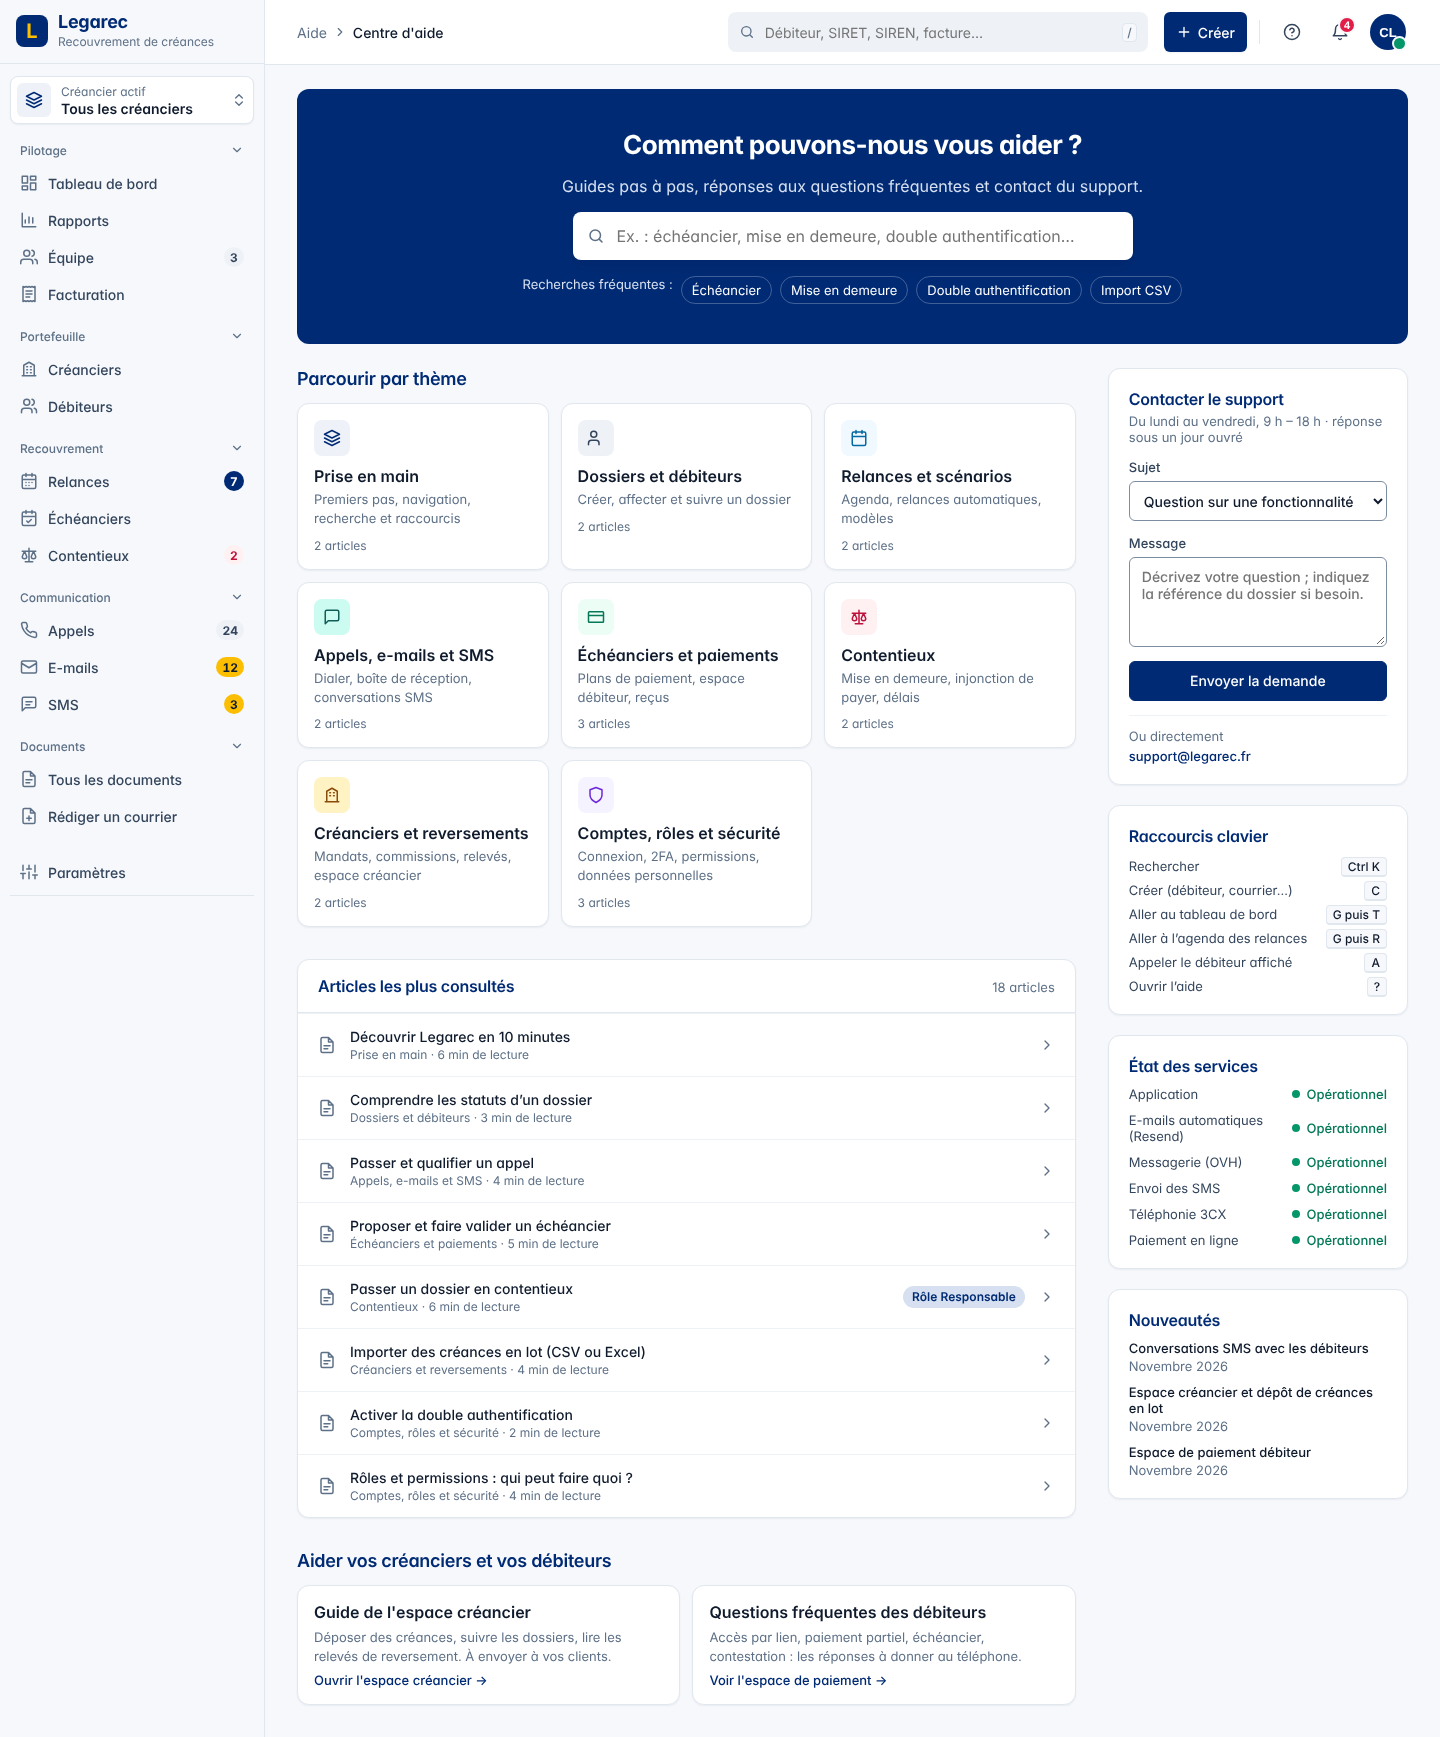 L
Legarec
Recouvrement de créances
Créancier actif
Tous les créanciers
Pilotage
Tableau de bord
Rapports
Équipe 3
Facturation
Portefeuille
Créanciers
Débiteurs
Recouvrement
Relances 7
Échéanciers
Contentieux 2
Communication
Appels 24
E-mails 12
SMS 3
Documents
Tous les documents
Rédiger un courrier
Paramètres
Aide Centre d'aide
Débiteur, SIRET, SIREN, facture... /
Créer
4
CL
Comment pouvons-nous vous aider ?
Guides pas à pas, réponses aux questions fréquentes et contact du support.
Ex. : échéancier, mise en demeure, double authentification...
Recherches fréquentes : Échéancier Mise en demeure Double authentification Import CSV
Parcourir par thème
Prise en main
Premiers pas, navigation,
recherche et raccourcis
2 articles
Dossiers et débiteurs
Créer, affecter et suivre un dossier
2 articles
Relances et scénarios
Agenda, relances automatiques,
modèles
2 articles
Appels, e-mails et SMS
Dialer, boîte de réception,
conversations SMS
2 articles
Échéanciers et paiements
Plans de paiement, espace
débiteur, reçus
3 articles
Contentieux
Mise en demeure, injonction de
payer, délais
2 articles
Créanciers et reversements
Mandats, commissions, relevés,
espace créancier
2 articles
Comptes, rôles et sécurité
Connexion, 2FA, permissions,
données personnelles
3 articles
Articles les plus consultés 18 articles
Découvrir Legarec en 10 minutes
Prise en main · 6 min de lecture
Comprendre les statuts d’un dossier
Dossiers et débiteurs · 3 min de lecture
Passer et qualifier un appel
Appels, e-mails et SMS · 4 min de lecture
Proposer et faire valider un échéancier
Échéanciers et paiements · 5 min de lecture
Passer un dossier en contentieux
Contentieux · 6 min de lecture
Rôle Responsable
Importer des créances en lot (CSV ou Excel)
Créanciers et reversements · 4 min de lecture
Activer la double authentification
Comptes, rôles et sécurité · 2 min de lecture
Rôles et permissions : qui peut faire quoi ?
Comptes, rôles et sécurité · 4 min de lecture
Aider vos créanciers et vos débiteurs
Guide de l'espace créancier
Déposer des créances, suivre les dossiers, lire les
relevés de reversement. À envoyer à vos clients.
Ouvrir l'espace créancier →
Questions fréquentes des débiteurs
Accès par lien, paiement partiel, échéancier,
contestation : les réponses à donner au téléphone.
Voir l'espace de paiement →
Contacter le support
Du lundi au vendredi, 9 h – 18 h · réponse
sous un jour ouvré
Sujet
Question sur une fonctionnalité
Message
Décrivez votre question ; indiquez
la référence du dossier si besoin.
Envoyer la demande
Ou directement
support@legarec.fr
Raccourcis clavier
Rechercher Ctrl K
Créer (débiteur, courrier...) C
Aller au tableau de bord G puis T
Aller à l’agenda des relances G puis R
Appeler le débiteur affiché A
Ouvrir l’aide ?
État des services
Application Opérationnel
E-mails automatiques
(Resend) Opérationnel
Messagerie (OVH) Opérationnel
Envoi des SMS Opérationnel
Téléphonie 3CX Opérationnel
Paiement en ligne Opérationnel
Nouveautés
Conversations SMS avec les débiteurs
Novembre 2026
Espace créancier et dépôt de créances
en lot
Novembre 2026
Espace de paiement débiteur
Novembre 2026